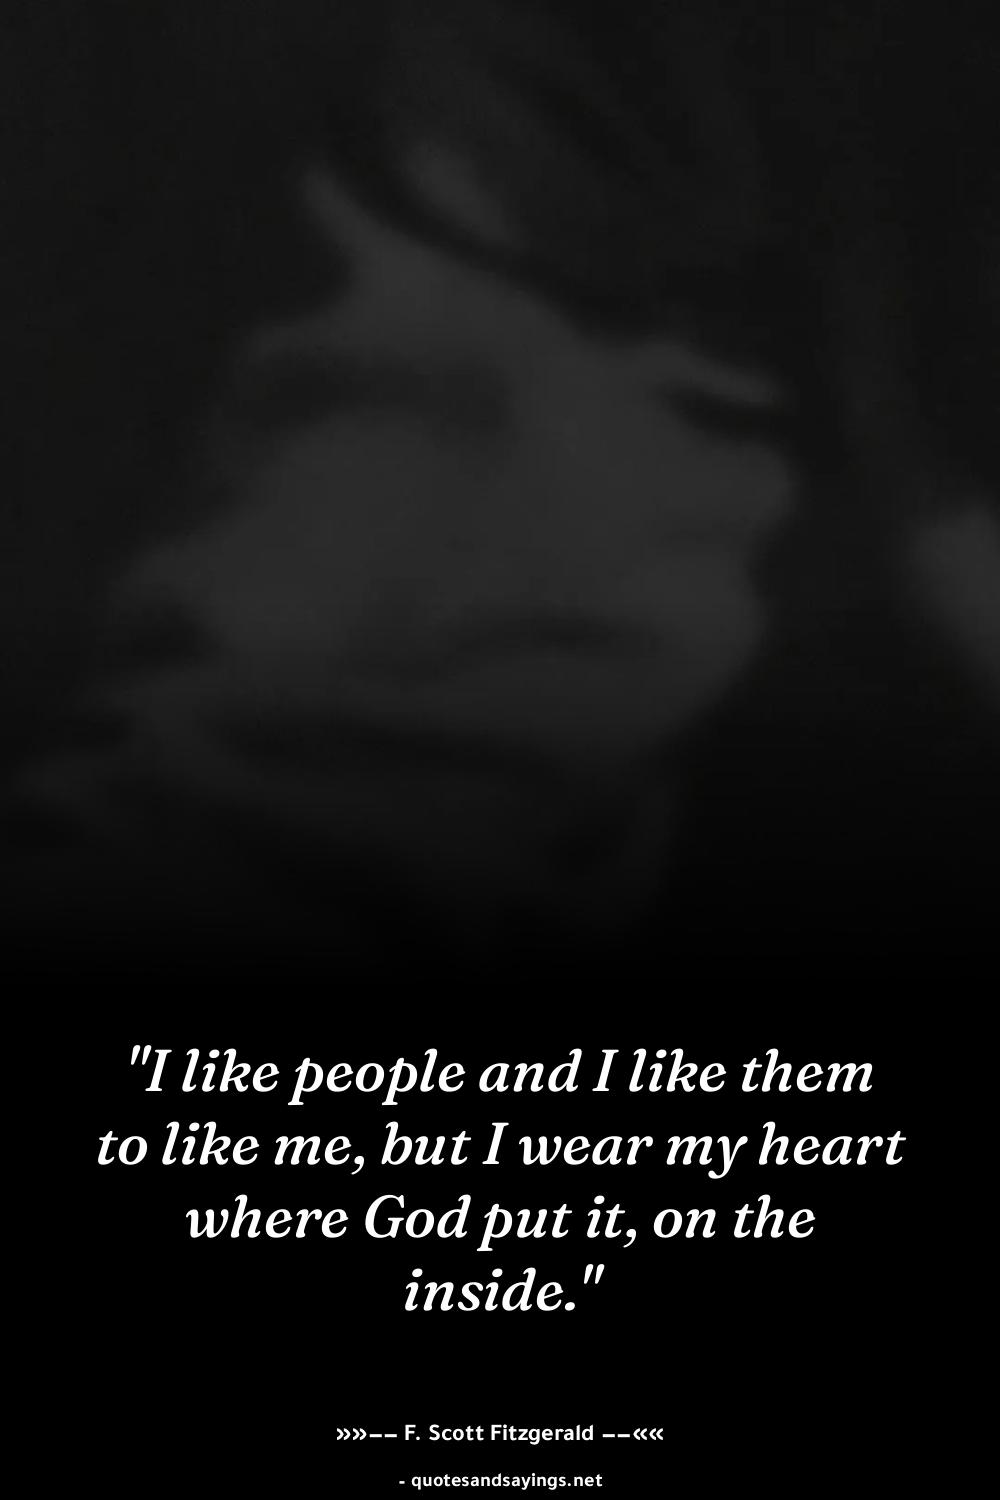 "I like people and I like them
to like me, but I wear my heart
where God put it, on the
inside."
»»–– F. Scott Fitzgerald ––««
- quotesandsayings.net